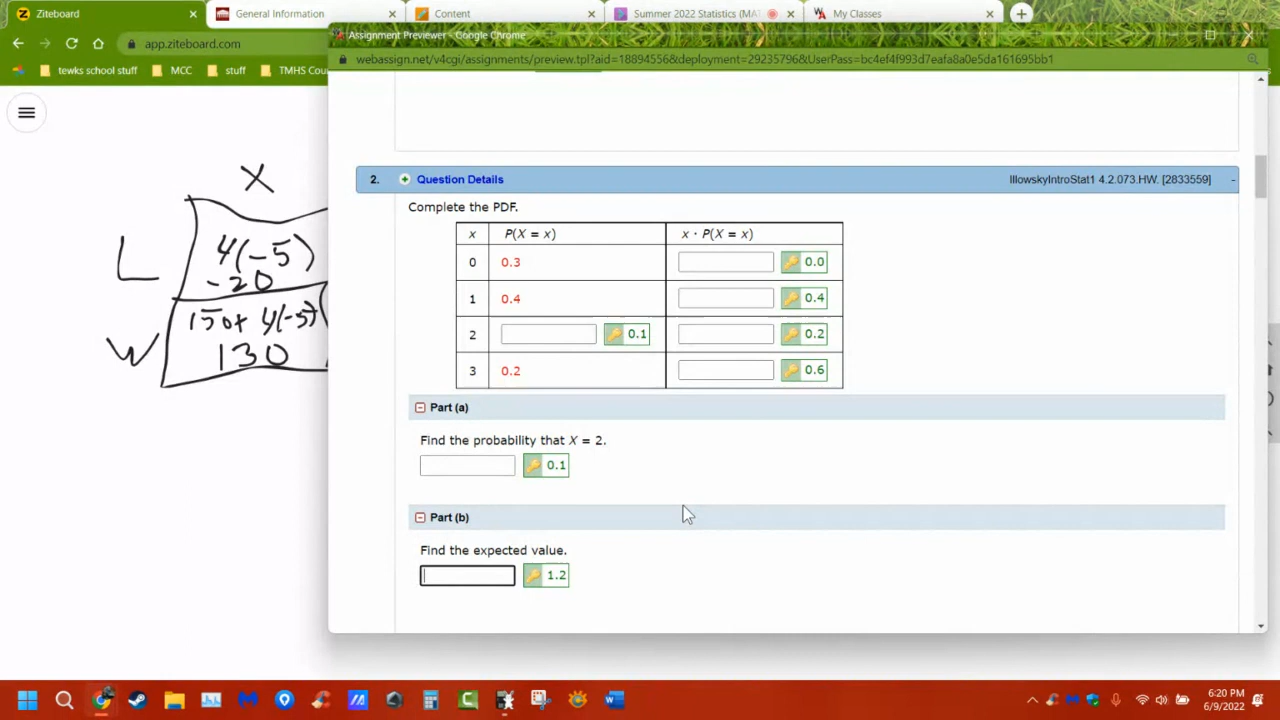 Ziteboard
General Information
Content
Summer 2022 Statistics (MA
My Classes
app.ziteboard.com
Assignment Previewer - Google Chrome
webassign.net/v4cgi/assignments/preview.tpl?aid=18894556&deployment=29235796&UserPass=bc4ef4f993d7eafa8a0e5da161695bb1
tewks school stuff
MCC
stuff
TMHS Cou
X
L
4(-5)
-20
W
150+ 4(-5)
130
2.
Question Details
IllowskyIntroStat1 4.2.073.HW. [2833559]
Complete the PDF.
x P(X = x) x · P(X = x)
0 0.3 0.0
1 0.4 0.4
2 0.1 0.2
3 0.2 0.6
Part (a)
Find the probability that X = 2.
0.1
Part (b)
Find the expected value.
1.2
6:20 PM
6/9/2022